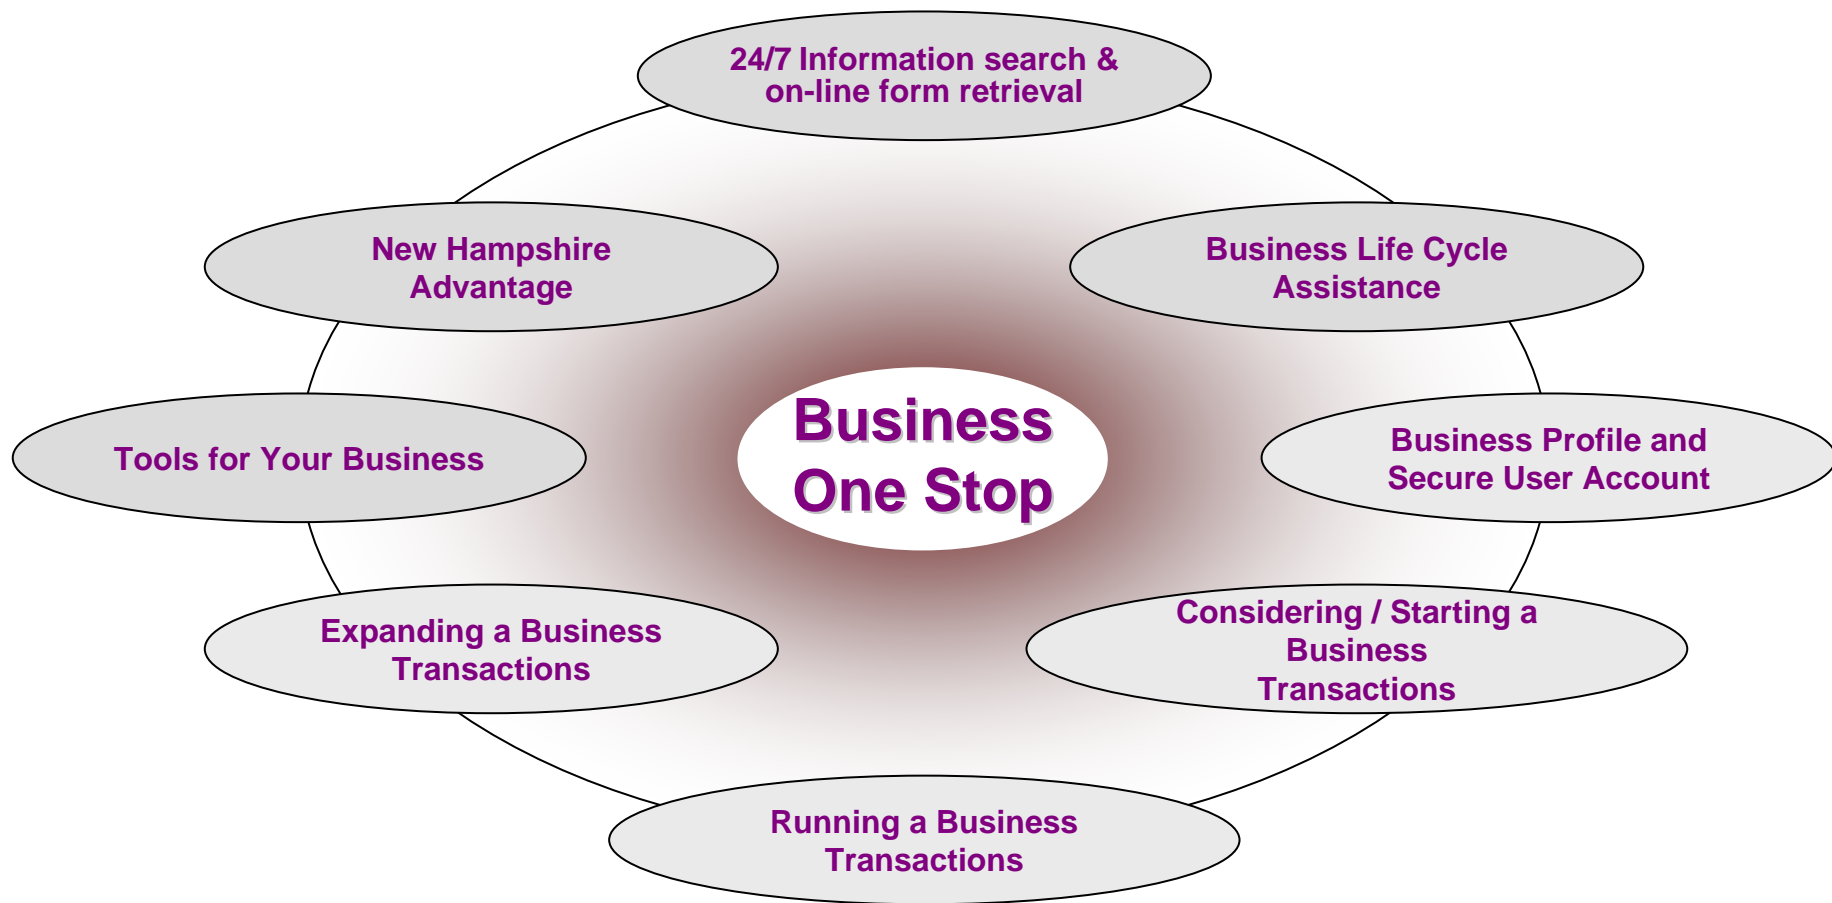 24/7 Information search &
on-line form retrieval
New Hampshire
Advantage
Business Life Cycle
Assistance
Business
One Stop
Tools for Your Business
Business Profile and
Secure User Account
Expanding a Business
Transactions
Considering / Starting a
Business
Transactions
Running a Business
Transactions